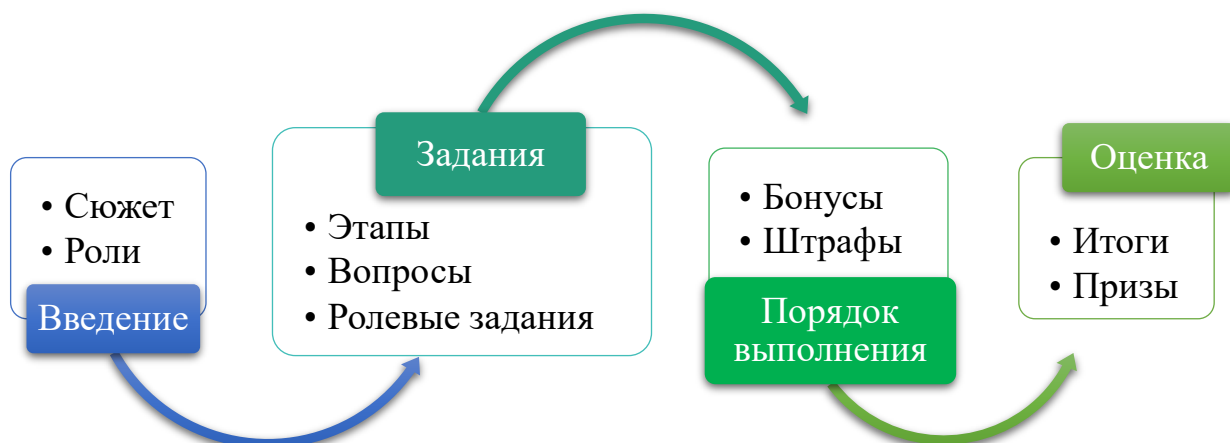 • Сюжет
• Роли
Введение
Задания
• Этапы
• Вопросы
• Ролевые задания
• Бонусы
• Штрафы
Порядок
выполнения
Оценка
• Итоги
• Призы